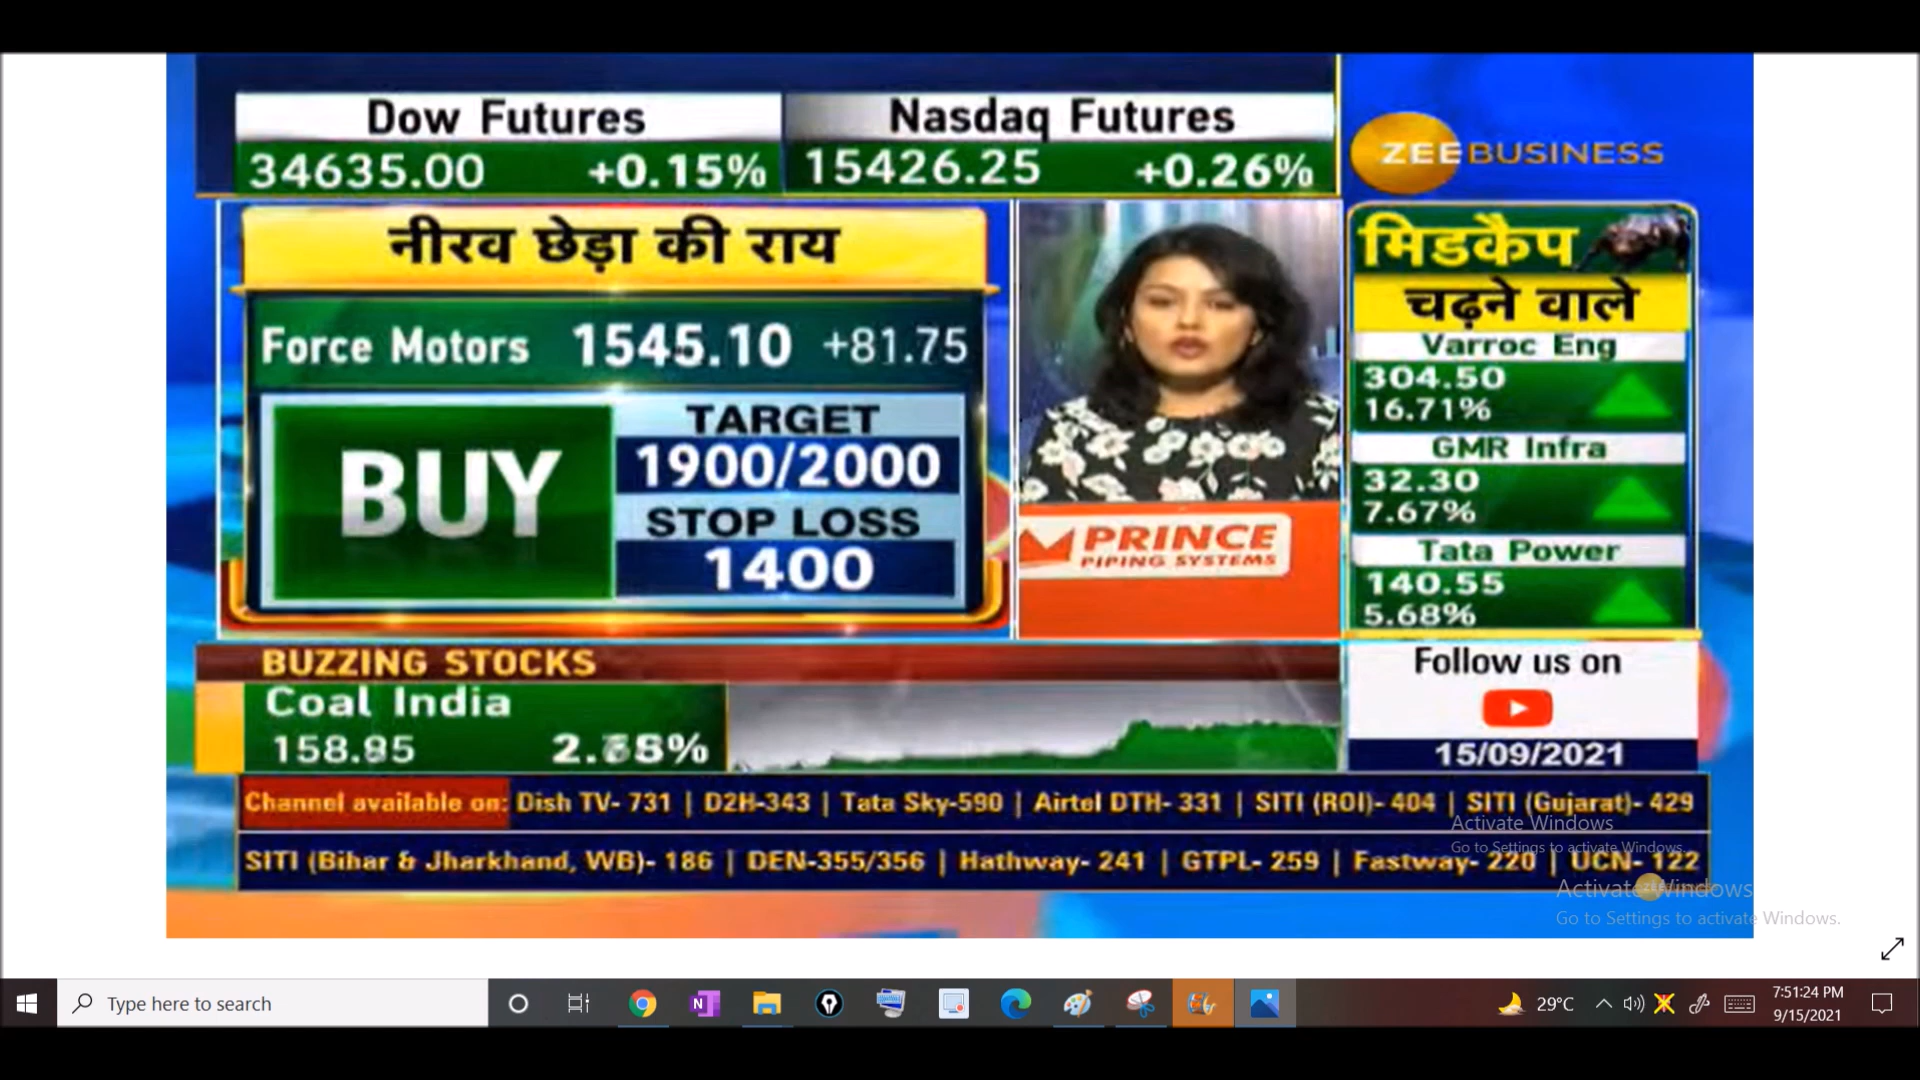 Dow Futures
34635.00 +0.15%
Nasdaq Futures
15426.25 +0.26%
ZEEBUSINESS
नीरव छेड़ा की राय
Force Motors 1545.10 +81.75
BUY
TARGET
1900/2000
STOP LOSS
1400
PRINCE
PIPING SYSTEMS
मिडकैप
चढ़ने वाले
Varroc Eng
304.50
16.71%
GMR Infra
32.30
7.67%
Tata Power
140.55
5.68%
BUZZING STOCKS
Coal India
Follow us on
15/09/2021
Channel available on: Dish TV- 731 | D2H-343 | Tata Sky-590 | Airtel DTH- 331 | SITI (ROI)- 404 | SITI (Gujarat)- 429
SITI (Bihar & Jharkhand, WB)- 186 | DEN-355/356 | Hathway- 241 | GTPL- 259 | Fastway- 220 | UCN- 122
Activate Windows
Go to Settings to activate Windows.
Activate Windows
Go to Settings to activate Windows.
Type here to search
29°C
7:51:24 PM
9/15/2021